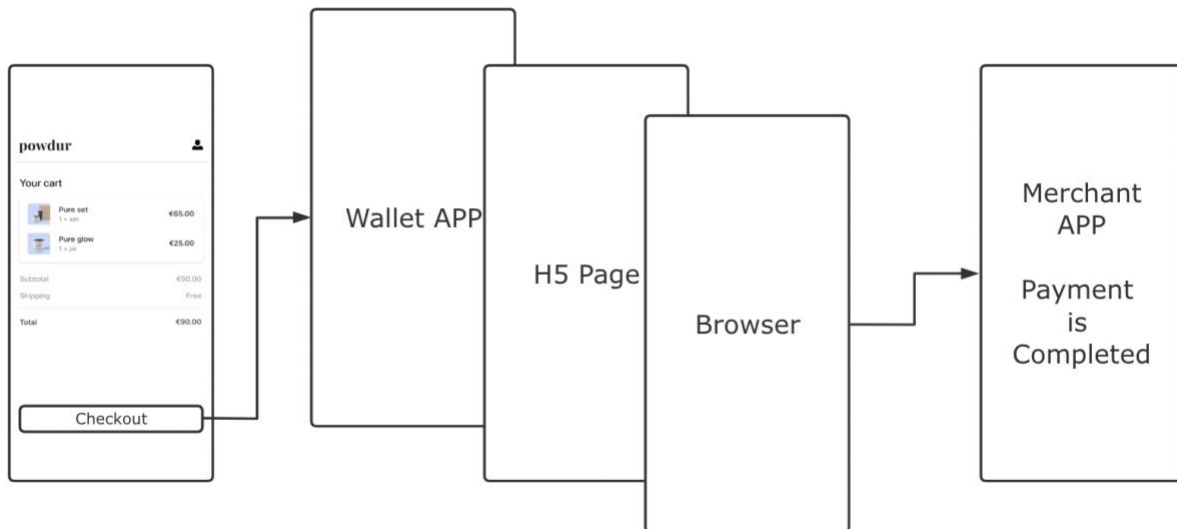 powdur
Your cart
Pure set €65.00
1 × set
Pure glow €25.00
1 × jar
Subtotal €90.00
Shipping Free
Total €90.00
Checkout
Wallet APP
H5 Page
Browser
Merchant
APP
Payment
is
Completed